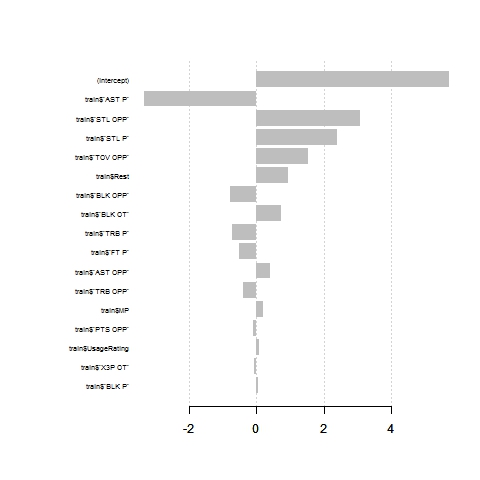 (Intercept)
train$`AST P`
train$`STL OPP`
train$`STL P`
train$`TOV OPP`
train$Rest
train$`BLK OPP`
train$`BLK OT`
train$`TRB P`
train$`FT P`
train$`AST OPP`
train$`TRB OPP`
train$MP
train$`PTS OPP`
train$UsageRating
train$`X3P OT`
train$`BLK P`
-2 0 2 4